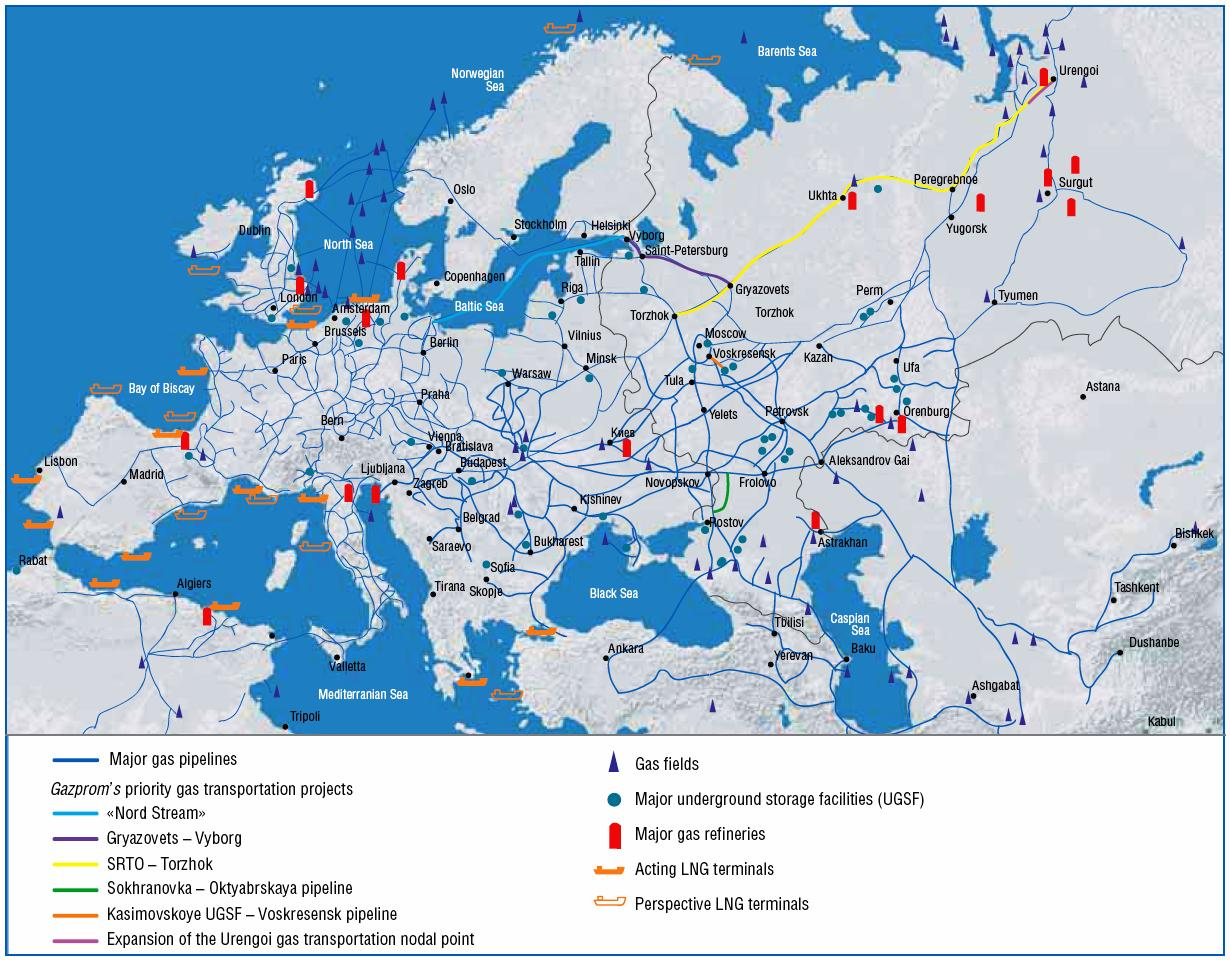 Barents Sea
Norwegian
Sea
Urengoi
Peregrebnoe
Surgut
Ukhta
Oslo
Yugorsk
Dublin
Stockholm
Helsinki
Vyborg
North Sea
Saint-Petersburg
Tallin
Copenhagen
Riga
Gryazovets
Perm
Tyumen
London
Amsterdam
Baltic Sea
Torzhok
Torzhok
Brussels
Berlin
Vilnius
Moscow
Voskresensk
Kazan
Paris
Minsk
Ufa
Warsaw
Tula
Astana
Bay of Biscay
Praha
Yelets
Petrovsk
Orenburg
Bern
Vienna
Bratislava
Kiies
Lisbon
Madrid
Ljubljana
Budapest
Aleksandrov Gai
Zagreb
Novopskov
Frolovo
Kishinev
Belgrad
Rostov
Bishkek
Saraevo
Bukharest
Astrakhan
Rabat
Sofia
Algiers
Tirana
Skopje
Black Sea
Tashkent
Caspian
Sea
Tbilisi
Dushanbe
Valletta
Ankara
Yerevan
Baku
Mediterranean Sea
Ashgabat
Tripoli
Kabul
Major gas pipelines
Gazprom's priority gas transportation projects
«Nord Stream»
Gryazovets – Vyborg
SRTO – Torzhok
Sokhranovka – Oktyabrskaya pipeline
Kasimovskoye UGSF – Voskresensk pipeline
Expansion of the Urengoi gas transportation nodal point
Gas fields
Major underground storage facilities (UGSF)
Major gas refineries
Acting LNG terminals
Perspective LNG terminals